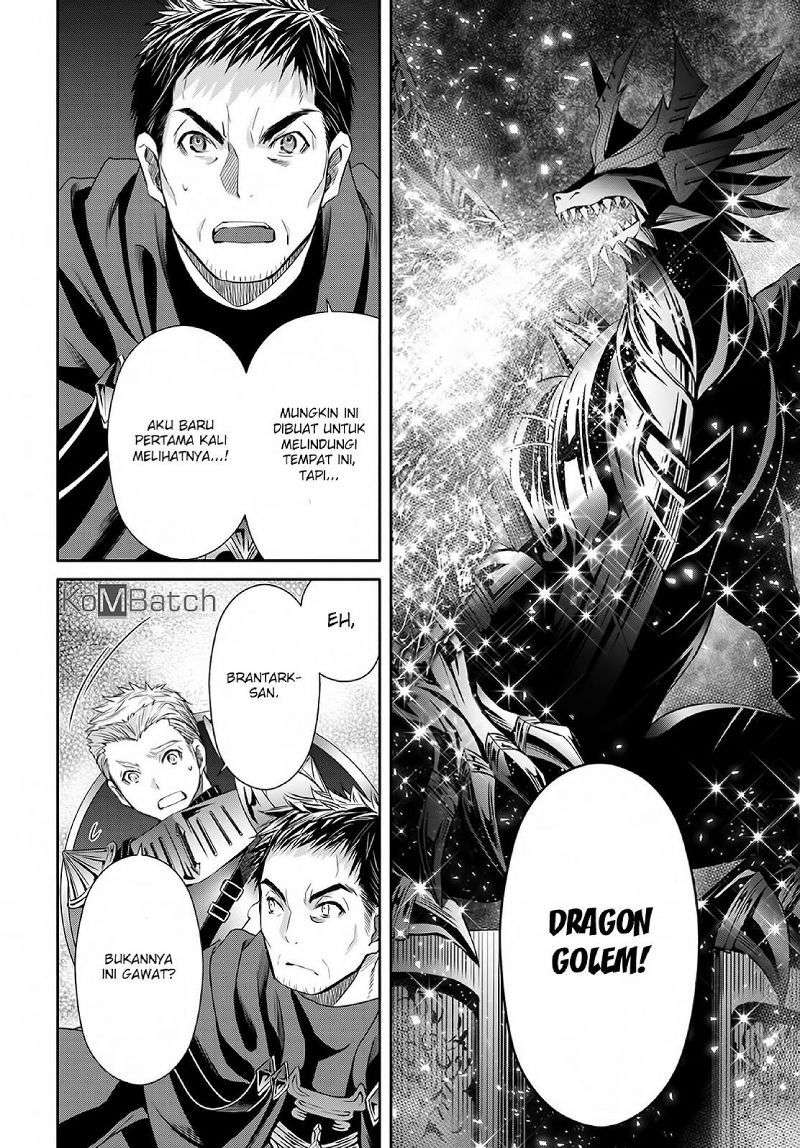 DRAGON
GOLEM!
MUNGKIN INI
DIBUAT UNTUK
MELINDUNGI
TEMPAT INI,
TAPI...
AKU BARU
PERTAMA KALI
MELIHATNYA...!
KoMBatch
EH,
BRANTARK-
SAN.
BUKANNYA
INI GAWAT?